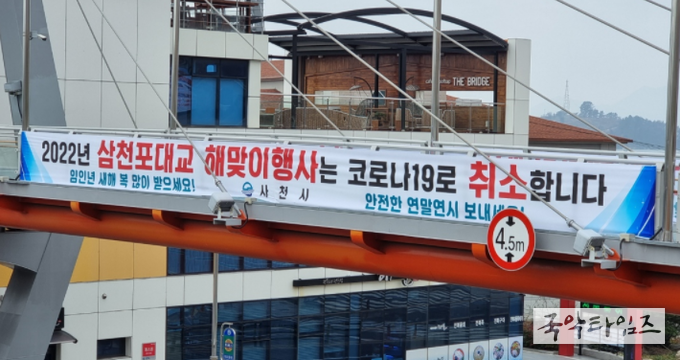 THE BRIDGE
2022년 삼천포대교 해맞이행사는 코로나19로 취소합니다
임인년 새해 복 많이 받으세요!
사천시
안전한 연말연시 보내세요!
4.5m
국악타임즈